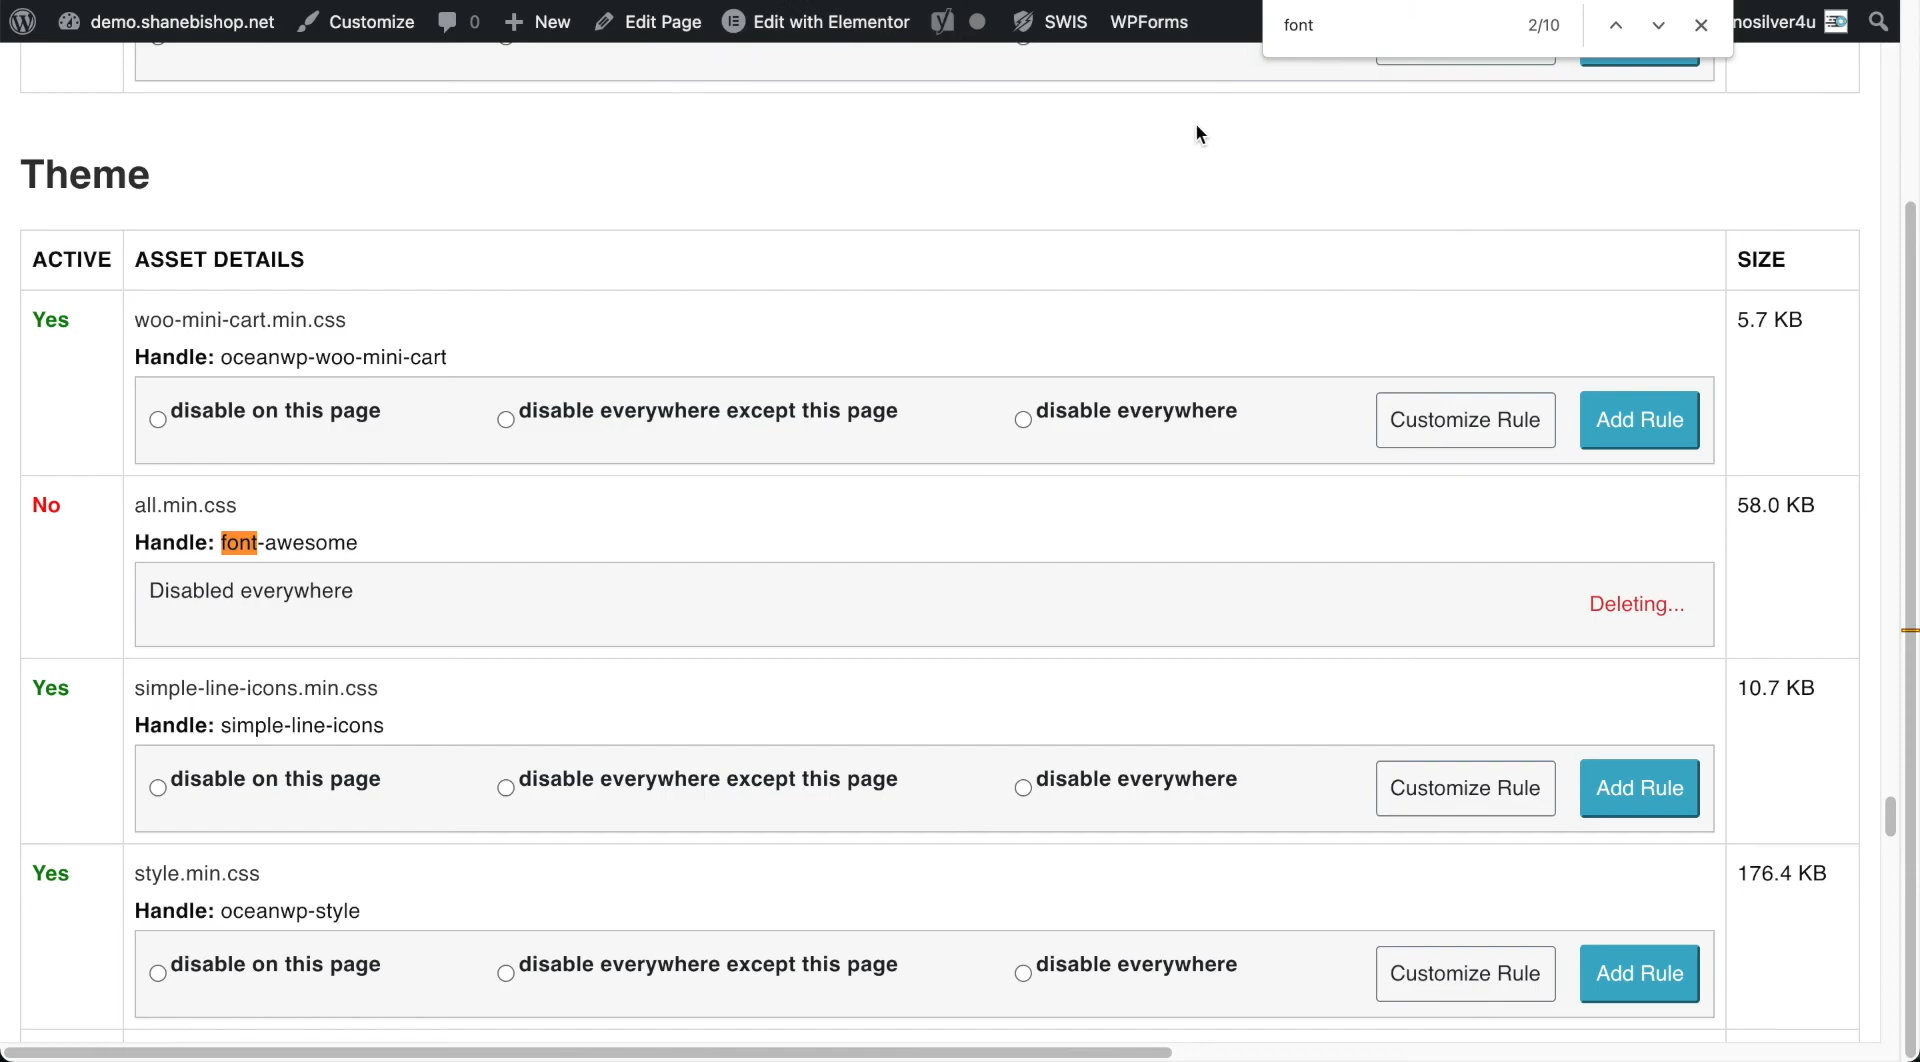 demo.shanebishop.net Customize 0 New Edit Page Edit with Elementor SWIS WPForms nosilver4u
font 2/10
Theme
ACTIVE ASSET DETAILS SIZE
Yes woo-mini-cart.min.css 5.7 KB
Handle: oceanwp-woo-mini-cart
disable on this page disable everywhere except this page disable everywhere Customize Rule Add Rule
No all.min.css 58.0 KB
Handle: font-awesome
Disabled everywhere
Deleting...
Yes simple-line-icons.min.css 10.7 KB
Handle: simple-line-icons
disable on this page disable everywhere except this page disable everywhere Customize Rule Add Rule
Yes style.min.css 176.4 KB
Handle: oceanwp-style
disable on this page disable everywhere except this page disable everywhere Customize Rule Add Rule